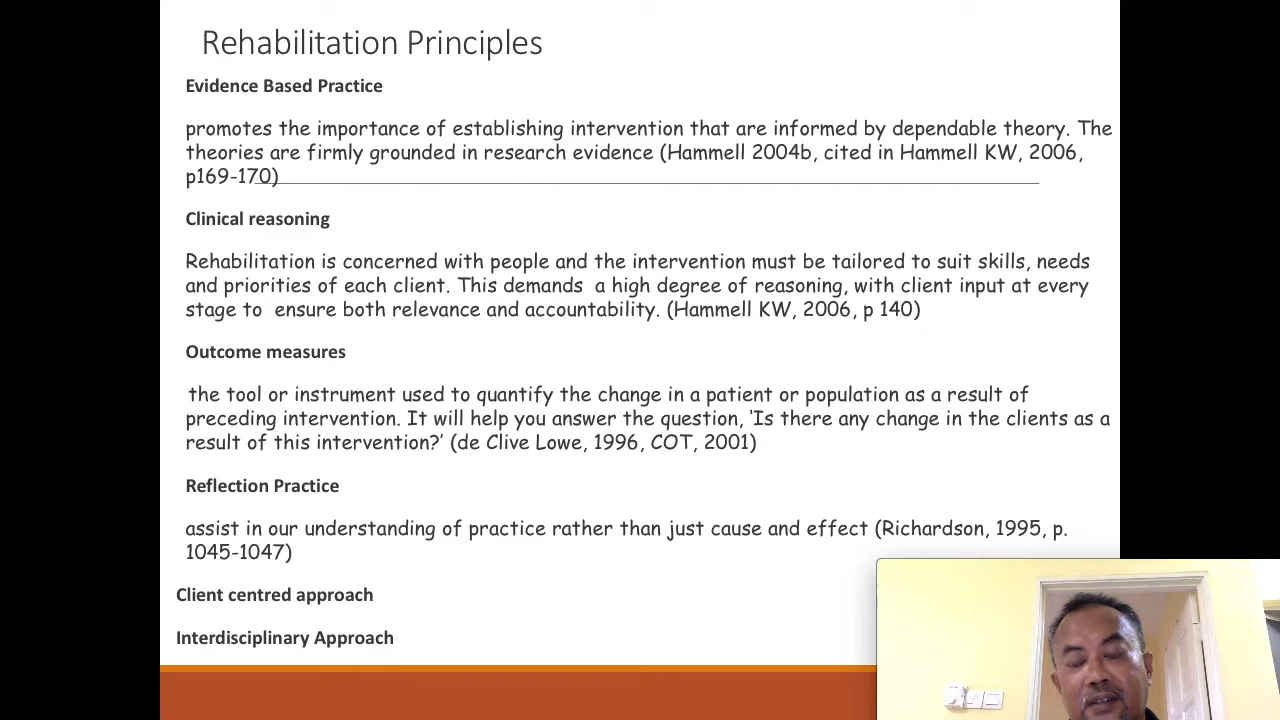 Rehabilitation Principles
Evidence Based Practice
promotes the importance of establishing intervention that are informed by dependable theory. The
theories are firmly grounded in research evidence (Hammell 2004b, cited in Hammell KW, 2006,
p169-170)
Clinical reasoning
Rehabilitation is concerned with people and the intervention must be tailored to suit skills, needs
and priorities of each client. This demands  a high degree of reasoning, with client input at every
stage to  ensure both relevance and accountability. (Hammell KW, 2006, p 140)
Outcome measures
the tool or instrument used to quantify the change in a patient or population as a result of
preceding intervention. It will help you answer the question, ‘Is there any change in the clients as a
result of this intervention?’ (de Clive Lowe, 1996, COT, 2001)
Reflection Practice
assist in our understanding of practice rather than just cause and effect (Richardson, 1995, p.
1045-1047)
Client centred approach
Interdisciplinary Approach